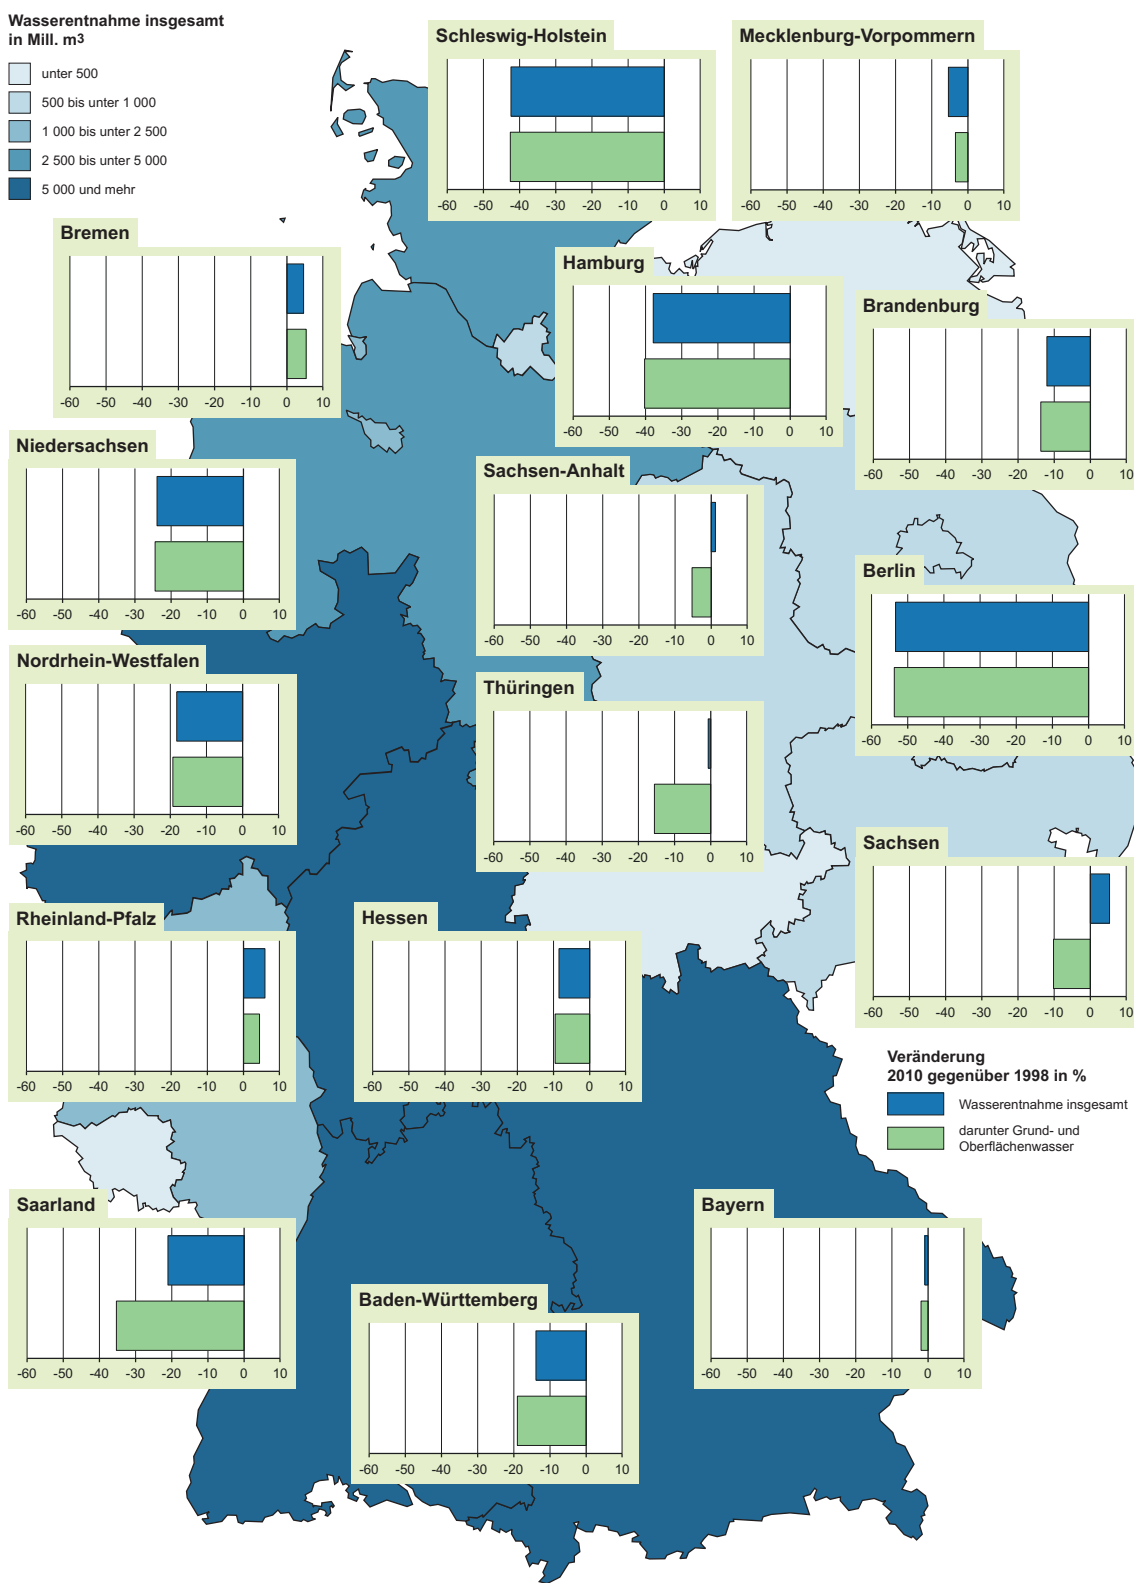 Wasserentnahme insgesamt
in Mill. m3
unter 500
500 bis unter 1 000
1 000 bis unter 2 500
2 500 bis unter 5 000
5 000 und mehr
Schleswig-Holstein
-60 -50 -40 -30 -20 -10 0 10
Mecklenburg-Vorpommern
-60 -50 -40 -30 -20 -10 0 10
Bremen
-60 -50 -40 -30 -20 -10 0 10
Hamburg
-60 -50 -40 -30 -20 -10 0 10
Brandenburg
-60 -50 -40 -30 -20 -10 0 10
Niedersachsen
-60 -50 -40 -30 -20 -10 0 10
Sachsen-Anhalt
-60 -50 -40 -30 -20 -10 0 10
Berlin
-60 -50 -40 -30 -20 -10 0 10
Nordrhein-Westfalen
-60 -50 -40 -30 -20 -10 0 10
Thüringen
-60 -50 -40 -30 -20 -10 0 10
Sachsen
-60 -50 -40 -30 -20 -10 0 10
Rheinland-Pfalz
-60 -50 -40 -30 -20 -10 0 10
Hessen
-60 -50 -40 -30 -20 -10 0 10
Veränderung
2010 gegenüber 1998 in %
Wasserentnahme insgesamt
darunter Grund- und
Oberflächenwasser
Saarland
-60 -50 -40 -30 -20 -10 0 10
Bayern
-60 -50 -40 -30 -20 -10 0 10
Baden-Württemberg
-60 -50 -40 -30 -20 -10 0 10